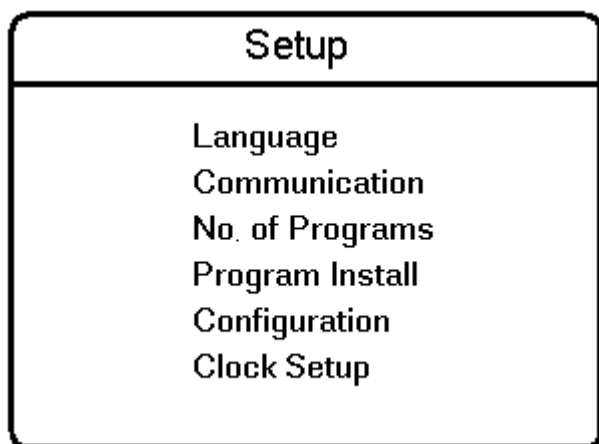 Setup
Language
Communication
No. of Programs
Program Install
Configuration
Clock Setup